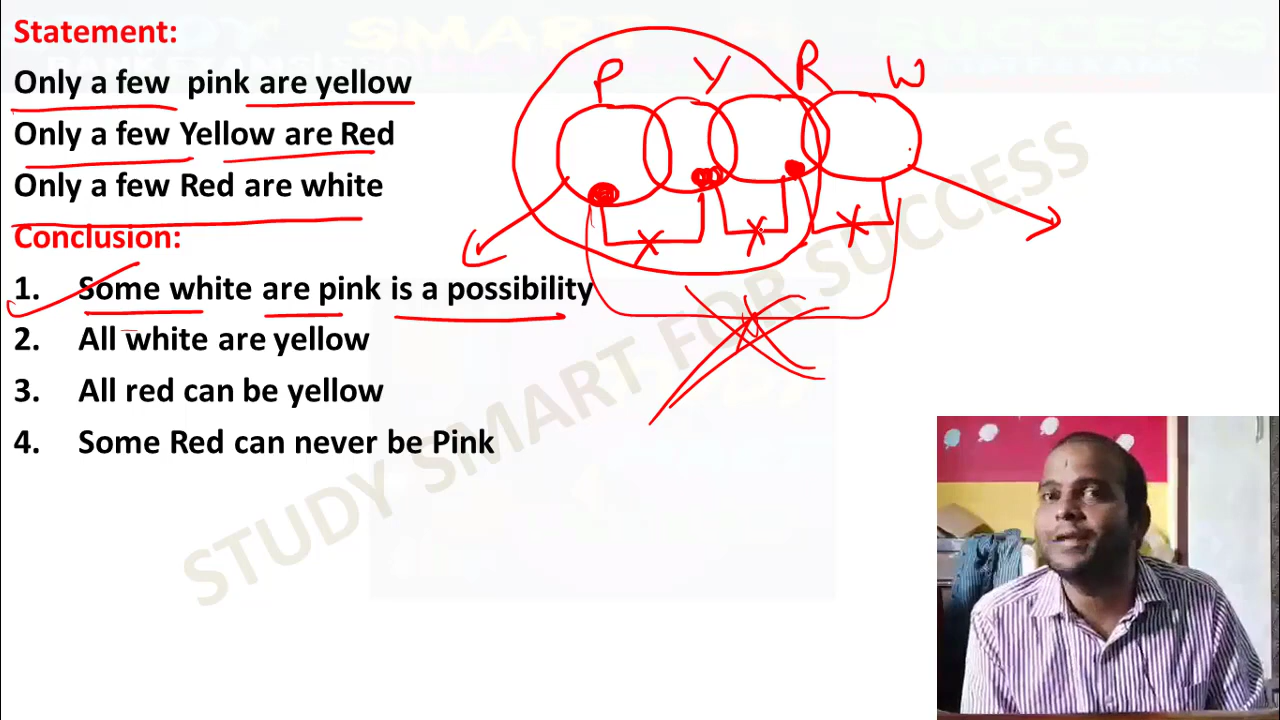 Statement:
Only a few pink are yellow
Only a few Yellow are Red
Only a few Red are white
Conclusion:
1. Some white are pink is a possibility
2. All white are yellow
3. All red can be yellow
4. Some Red can never be Pink
P Y R W
STUDY SMART FOR SUCCESS